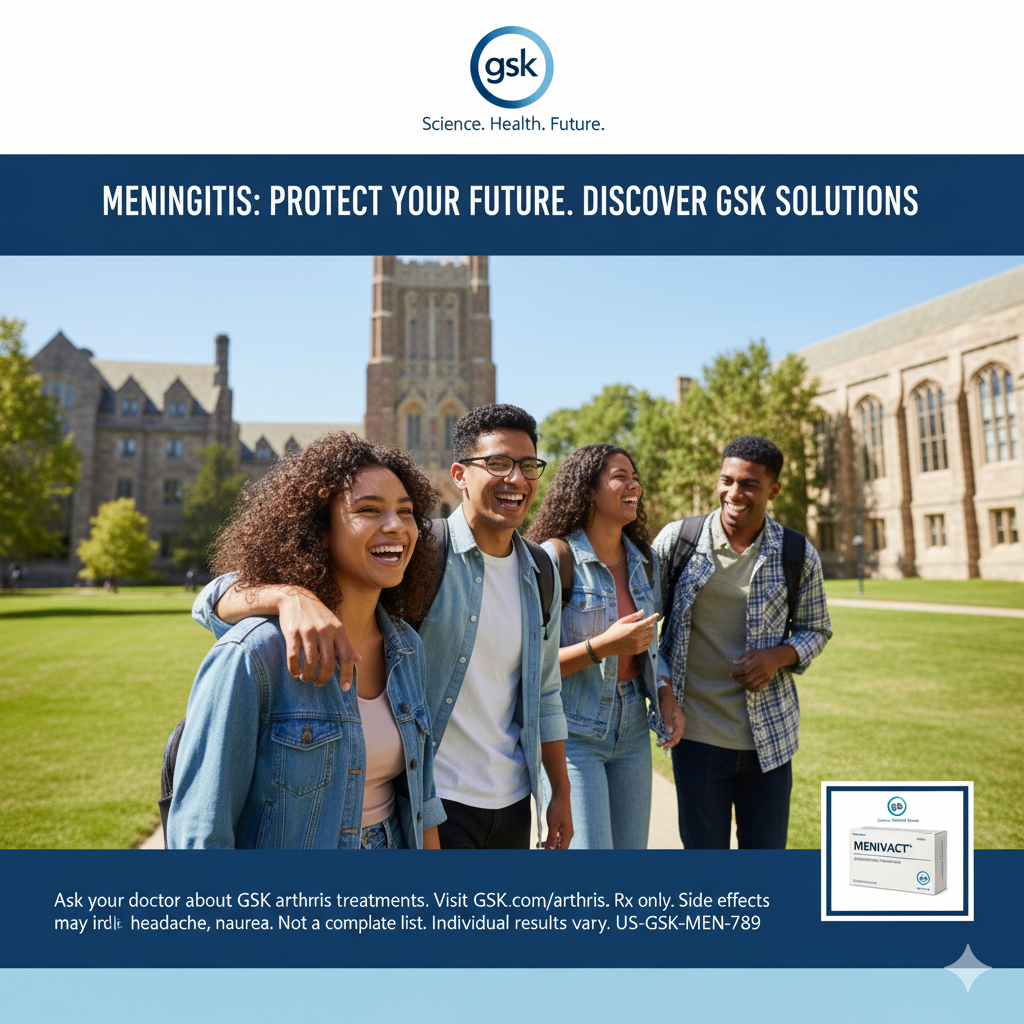 gsk
Science. Health. Future.
MENINGITIS: PROTECT YOUR FUTURE. DISCOVER GSK SOLUTIONS
MENIVACT
Ask your doctor about GSK arthrris treatments. Visit GSK.com/arthris. Rx only. Side effects
may headache, naurea. Not a complate list. Individual results vary. US-GSK-MEN-789